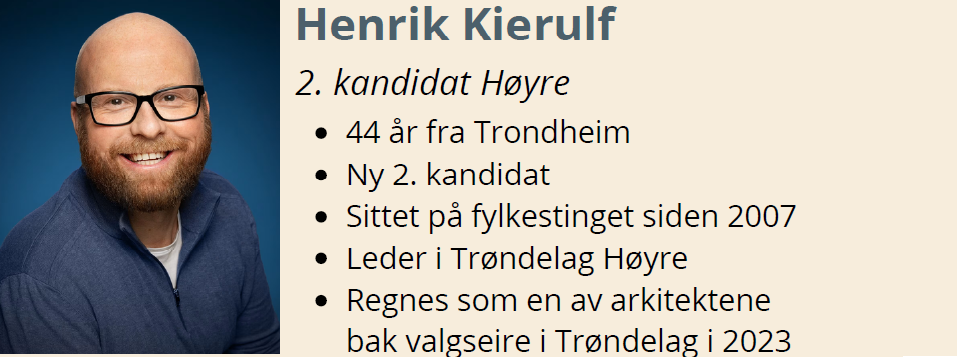 Henrik Kierulf
2. kandidat Høyre
• 44 år fra Trondheim
• Ny 2. kandidat
• Sittet på fylkestinget siden 2007
• Leder i Trøndelag Høyre
• Regnes som en av arkitektene
bak valgseire i Trøndelag i 2023